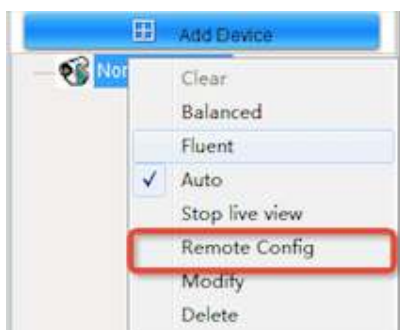 Add Device
Nor
Clear
Balanced
Fluent
Auto
Stop live view
Remote Config
Modify
Delete